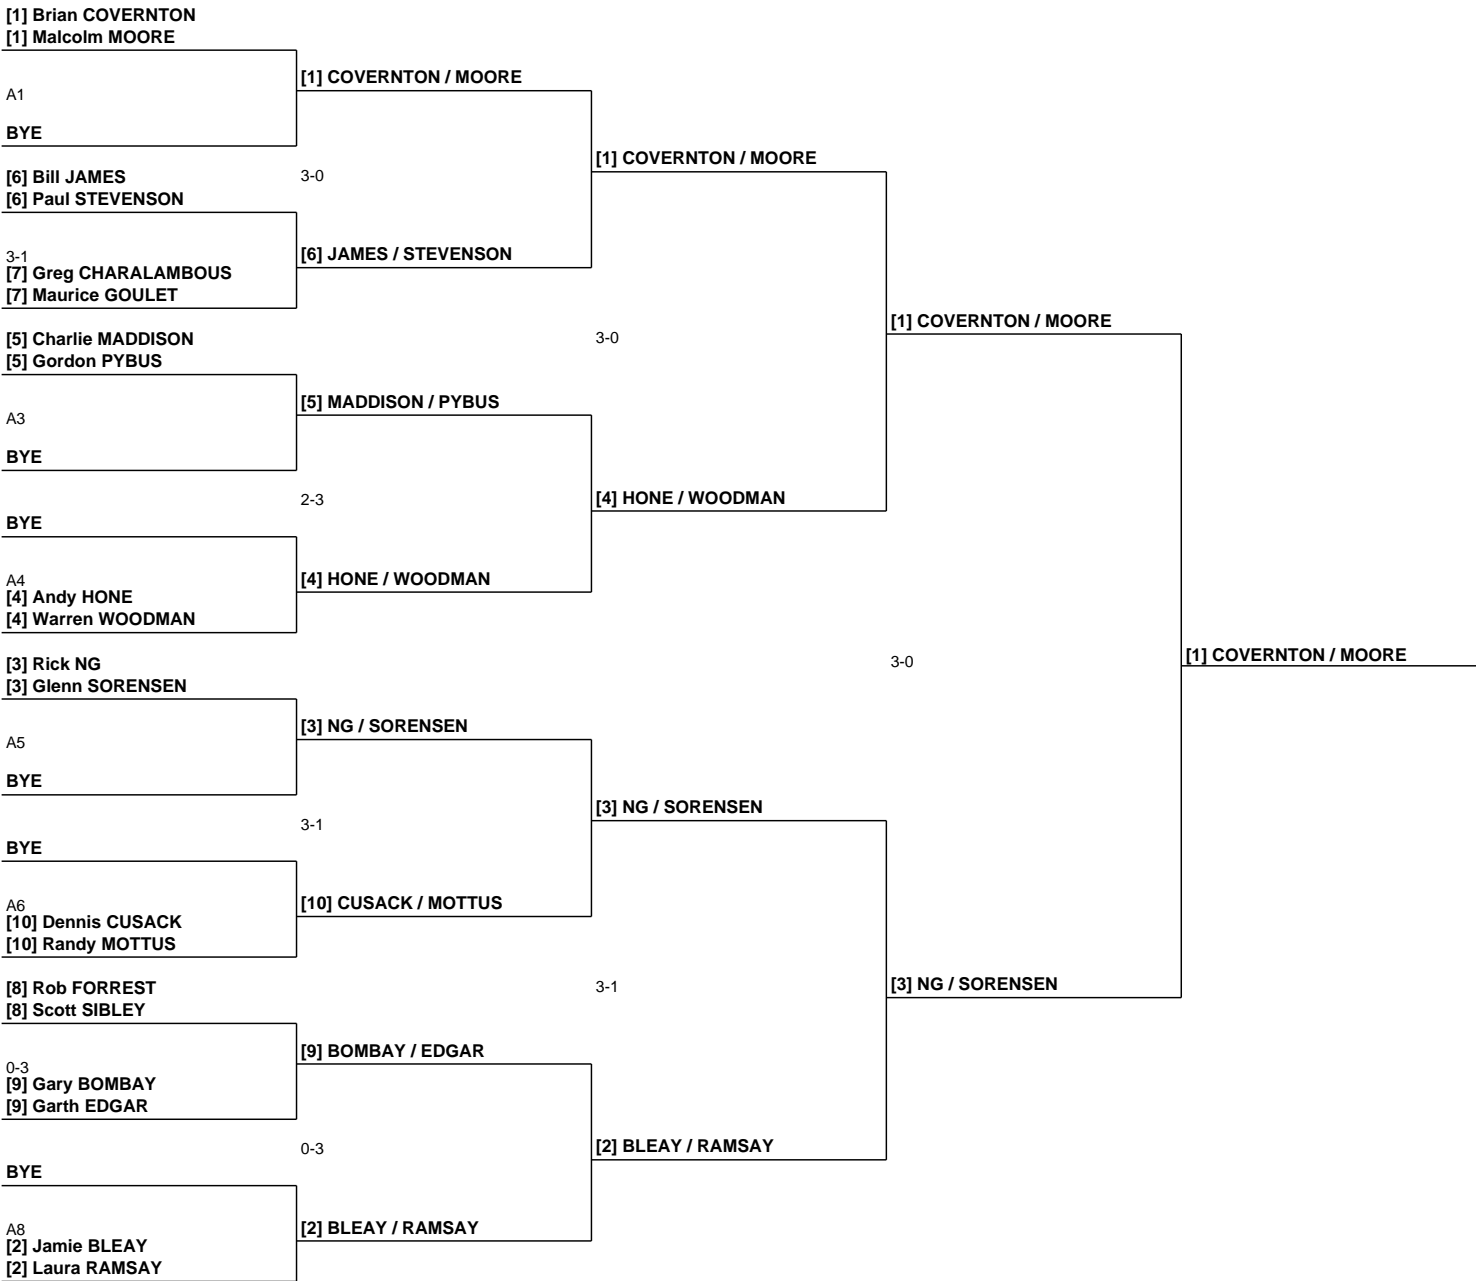 [1] Brian COVERNTON
[1] Malcolm MOORE
[1] COVERNTON / MOORE
A1
BYE
[1] COVERNTON / MOORE
[6] Bill JAMES
3-0
[6] Paul STEVENSON
[6] JAMES / STEVENSON
3-1
[7] Greg CHARALAMBOUS
[7] Maurice GOULET
[1] COVERNTON / MOORE
[5] Charlie MADDISON
3-0
[5] Gordon PYBUS
[5] MADDISON / PYBUS
A3
BYE
2-3
[4] HONE / WOODMAN
BYE
A4
[4] HONE / WOODMAN
[4] Andy HONE
[4] Warren WOODMAN
[3] Rick NG
3-0
[1] COVERNTON / MOORE
[3] Glenn SORENSEN
[3] NG / SORENSEN
A5
BYE
[3] NG / SORENSEN
3-1
BYE
A6
[10] CUSACK / MOTTUS
[10] Dennis CUSACK
[10] Randy MOTTUS
[8] Rob FORREST
3-1
[3] NG / SORENSEN
[8] Scott SIBLEY
[9] BOMBAY / EDGAR
0-3
[9] Gary BOMBAY
[9] Garth EDGAR
0-3
[2] BLEAY / RAMSAY
BYE
A8
[2] BLEAY / RAMSAY
[2] Jamie BLEAY
[2] Laura RAMSAY